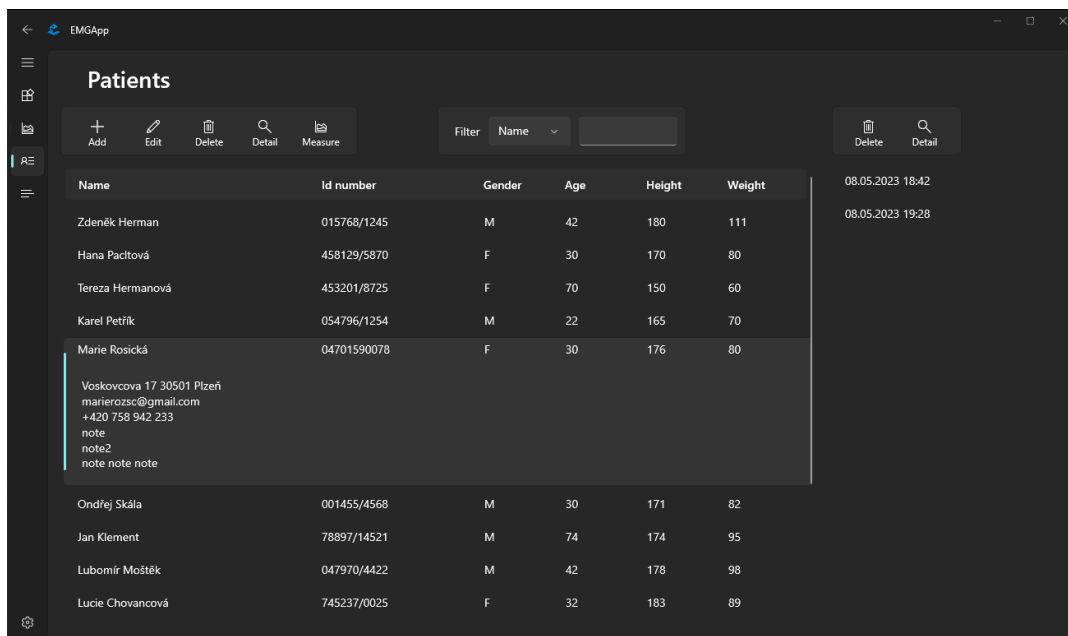 EMGApp
Patients
Add Edit Delete Detail Measure
Filter Name
Delete Detail
Name Id number Gender Age Height Weight
Zdeněk Herman 015768/1245 M 42 180 111
Hana Pacltová 458129/5870 F 30 170 80
Tereza Hermanová 453201/8725 F 70 150 60
Karel Petřík 054796/1254 M 22 165 70
Marie Rosická 04701590078 F 30 176 80
Voskovcova 17 30501 Plzeň
marierozsc@gmail.com
+420 758 942 233
note
note2
note note note
Ondřej Skála 001455/4568 M 30 171 82
Jan Klement 78897/14521 M 74 174 95
Lubomír Moštěk 047970/4422 M 42 178 98
Lucie Chovancová 745237/0025 F 32 183 89
08.05.2023 18:42
08.05.2023 19:28